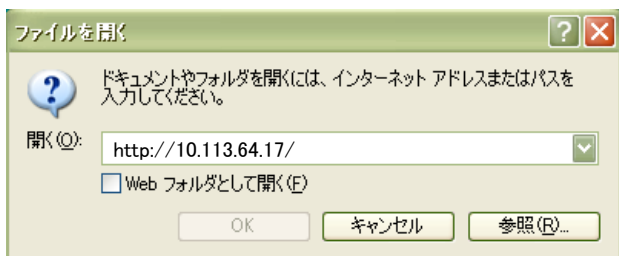 ファイルを開く
ドキュメントやフォルダを開くには、インターネット アドレスまたはパスを
入力してください。
開く(O):
http://10.113.64.17/
Web フォルダとして開く(F)
OK キャンセル 参照(R)...